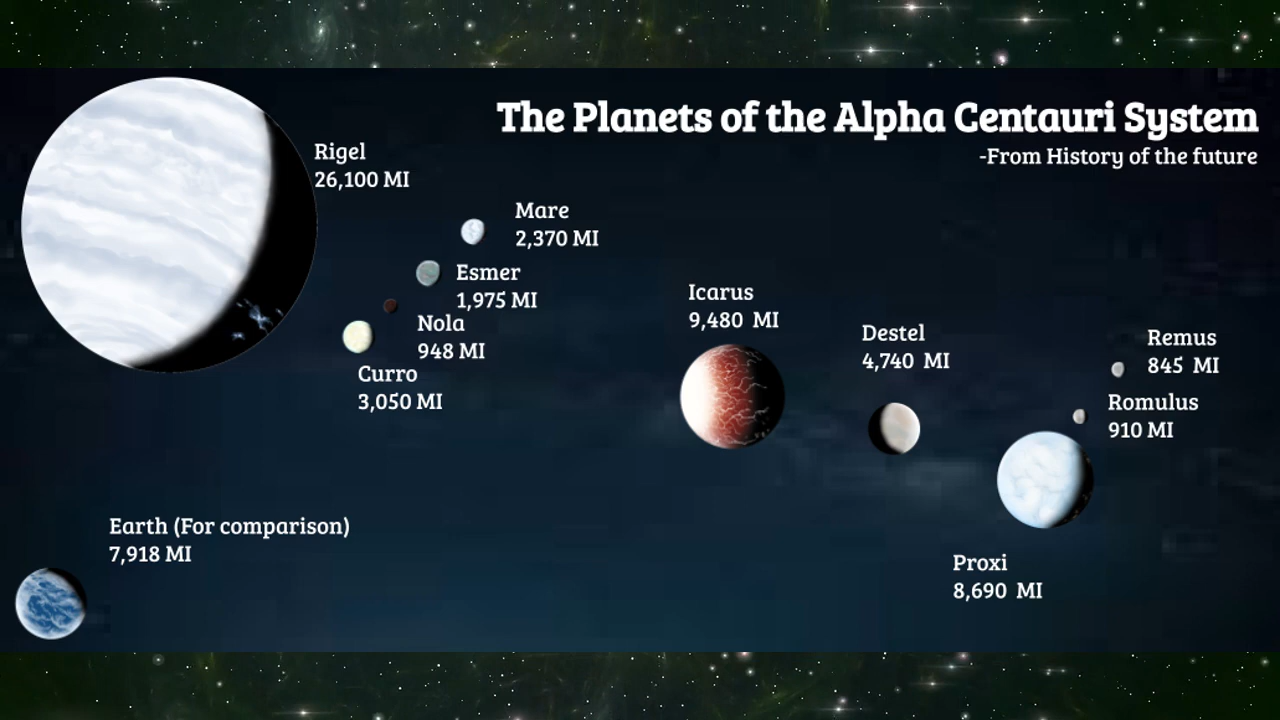 The Planets of the Alpha Centauri System
-From History of the future
Rigel
26,100 MI
Mare
2,370 MI
Esmer
1,975 MI
Nola
948 MI
Curro
3,050 MI
Icarus
9,480 MI
Destel
4,740 MI
Remus
845 MI
Romulus
910 MI
Proxi
8,690 MI
Earth (For comparison)
7,918 MI